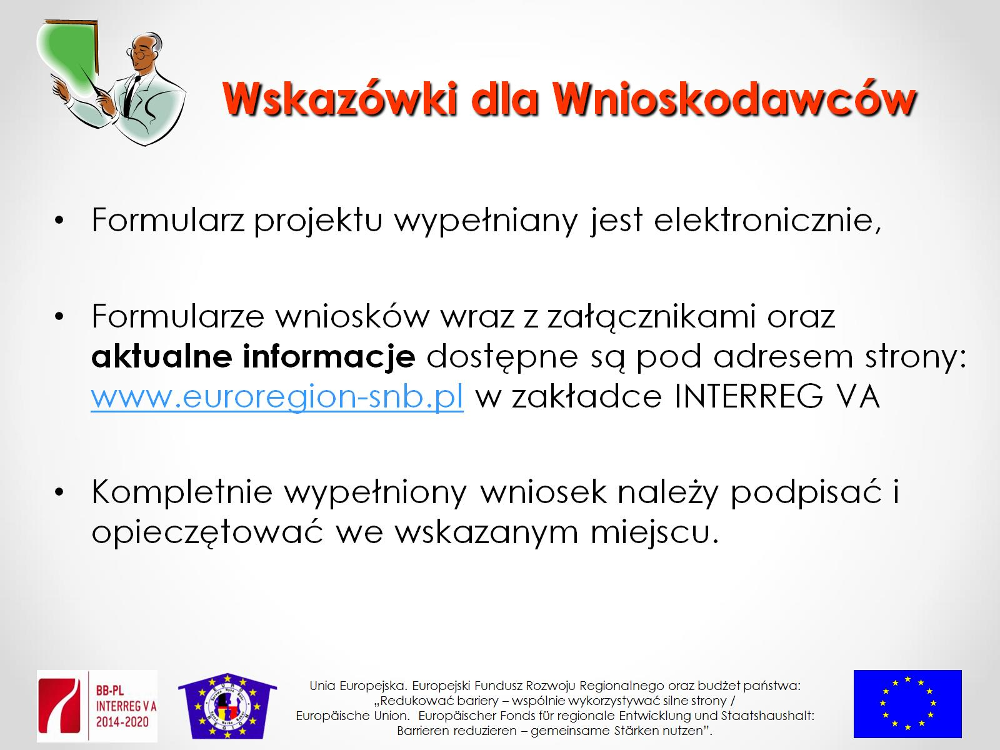 Wskazówki dla Wnioskodawców
• Formularz projektu wypełniany jest elektronicznie,
• Formularze wniosków wraz z załącznikami oraz
aktualne informacje dostępne są pod adresem strony:
www.euroregion-snb.pl w zakładce INTERREG VA
• Kompletnie wypełniony wniosek należy podpisać i
opieczętować we wskazanym miejscu.
BB-PL
INTERREG V A
2014-2020
EURO
REGION
Unia Europejska. Europejski Fundusz Rozwoju Regionalnego oraz budżet państwa:
„Redukować bariery – wspólnie wykorzystywać silne strony /
Europäische Union. Europäischer Fonds für regionale Entwicklung und Staatshaushalt:
Barrieren reduzieren – gemeinsame Stärken nutzen”.